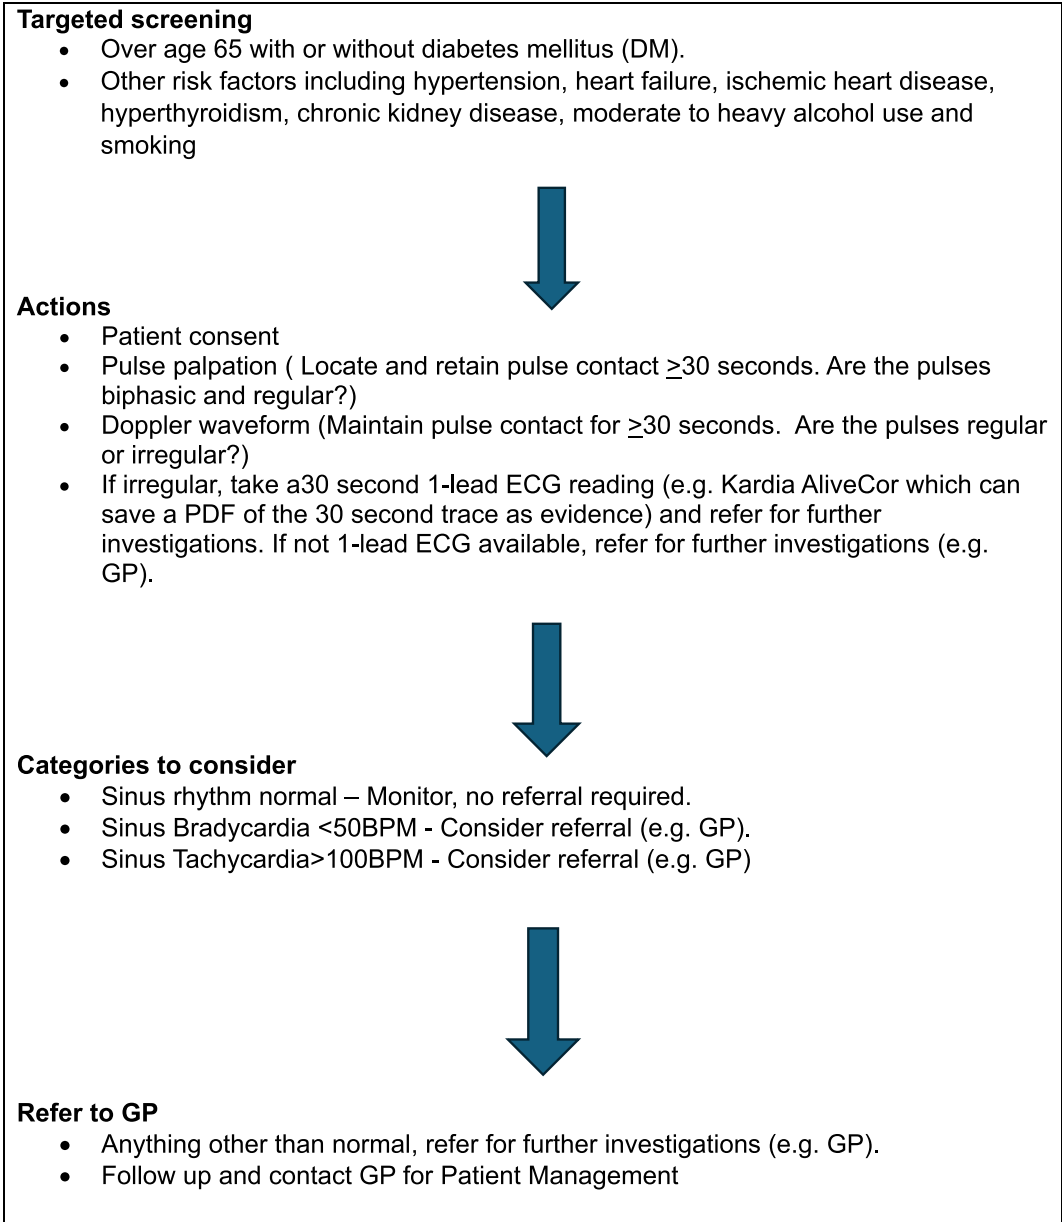 Targeted screening
• Over age 65 with or without diabetes mellitus (DM).
• Other risk factors including hypertension, heart failure, ischemic heart disease,
hyperthyroidism, chronic kidney disease, moderate to heavy alcohol use and
smoking
Actions
• Patient consent
• Pulse palpation ( Locate and retain pulse contact ≥30 seconds. Are the pulses
biphasic and regular?)
• Doppler waveform (Maintain pulse contact for ≥30 seconds.  Are the pulses regular
or irregular?)
• If irregular, take a30 second 1-lead ECG reading (e.g. Kardia AliveCor which can
save a PDF of the 30 second trace as evidence) and refer for further
investigations. If not 1-lead ECG available, refer for further investigations (e.g.
GP).
Categories to consider
• Sinus rhythm normal – Monitor, no referral required.
• Sinus Bradycardia <50BPM - Consider referral (e.g. GP).
• Sinus Tachycardia>100BPM - Consider referral (e.g. GP)
Refer to GP
• Anything other than normal, refer for further investigations (e.g. GP).
• Follow up and contact GP for Patient Management